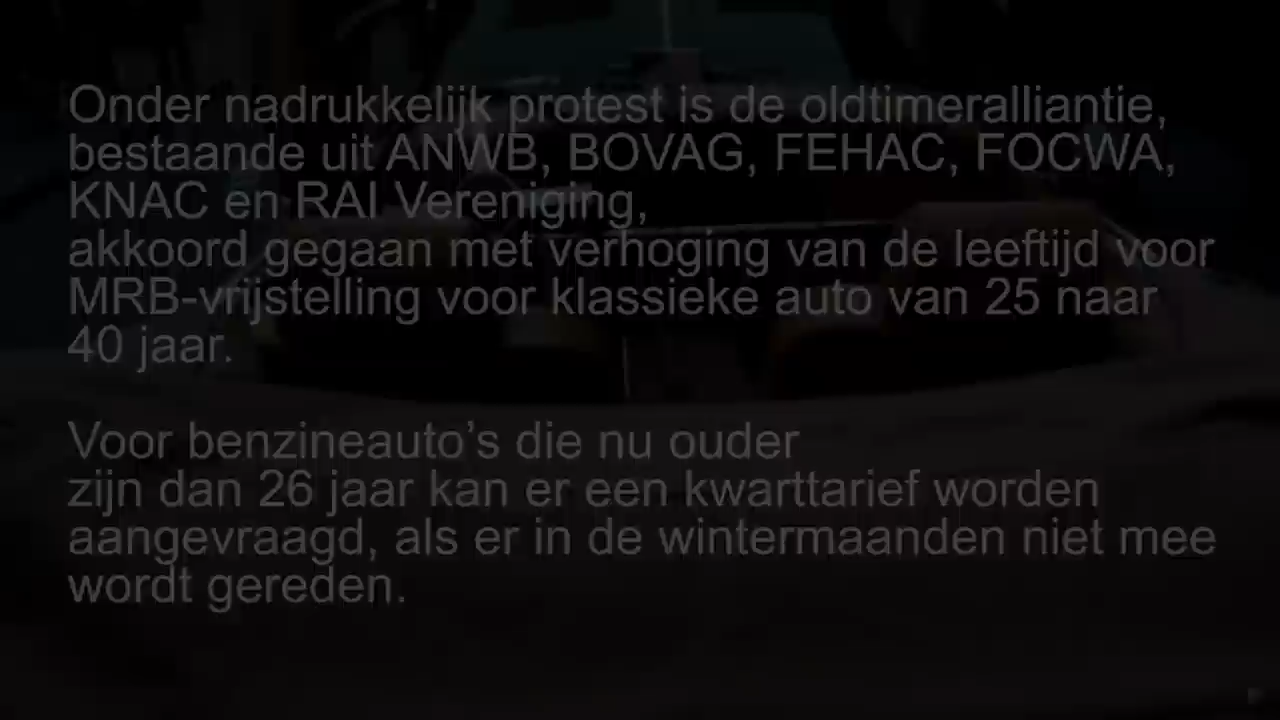 Onder nadrukkelijk protest is de oldtimeralliantie,
bestaande uit ANWB, BOVAG, FEHAC, FOCWA,
KNAC en RAI Vereniging,
akkoord gegaan met verhoging van de leeftijd voor
MRB-vrijstelling voor klassieke auto van 25 naar
40 jaar.
Voor benzineauto’s die nu ouder
zijn dan 26 jaar kan er een kwarttarief worden
aangevraagd, als er in de wintermaanden niet mee
wordt gereden.